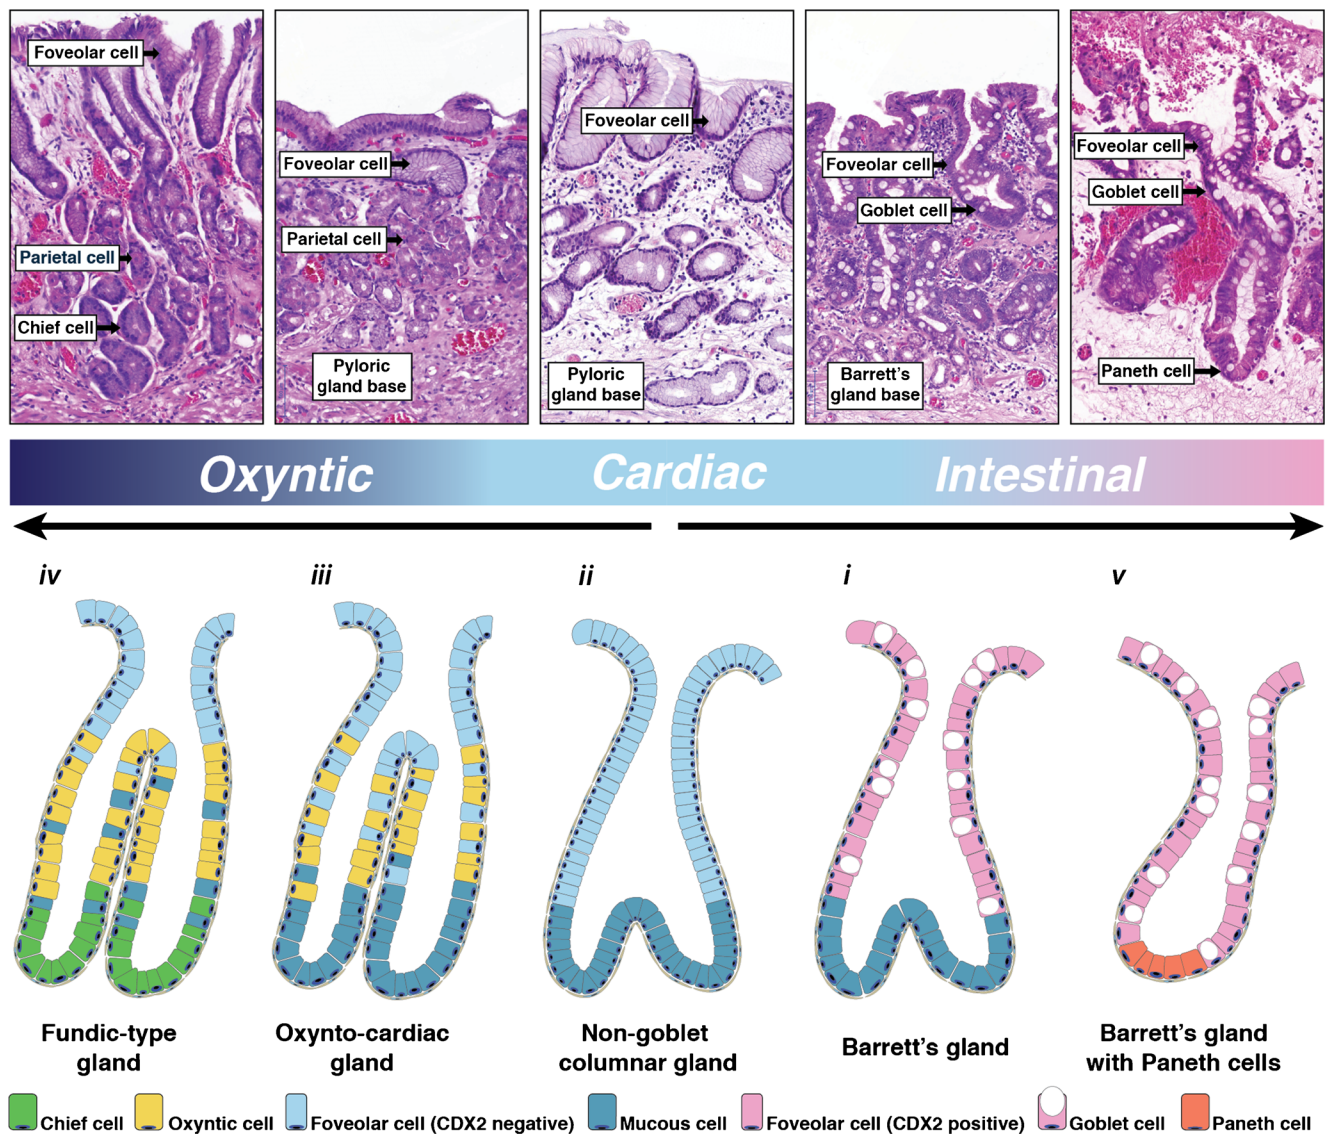 Foveolar cell
Parietal cell
Chief cell
Foveolar cell
Parietal cell
Pyloric
gland base
Foveolar cell
Pyloric
gland base
Foveolar cell
Goblet cell
Barrett's
gland base
Foveolar cell
Goblet cell
Paneth cell
Oxyntic Cardiac Intestinal
iv iii ii i v
Fundic-type
gland
Oxynto-cardiac
gland
Non-goblet
columnar gland
Barrett's gland
Barrett's gland
with Paneth cells
Chief cell Oxyntic cell Foveolar cell (CDX2 negative) Mucous cell Foveolar cell (CDX2 positive) Goblet cell Paneth cell